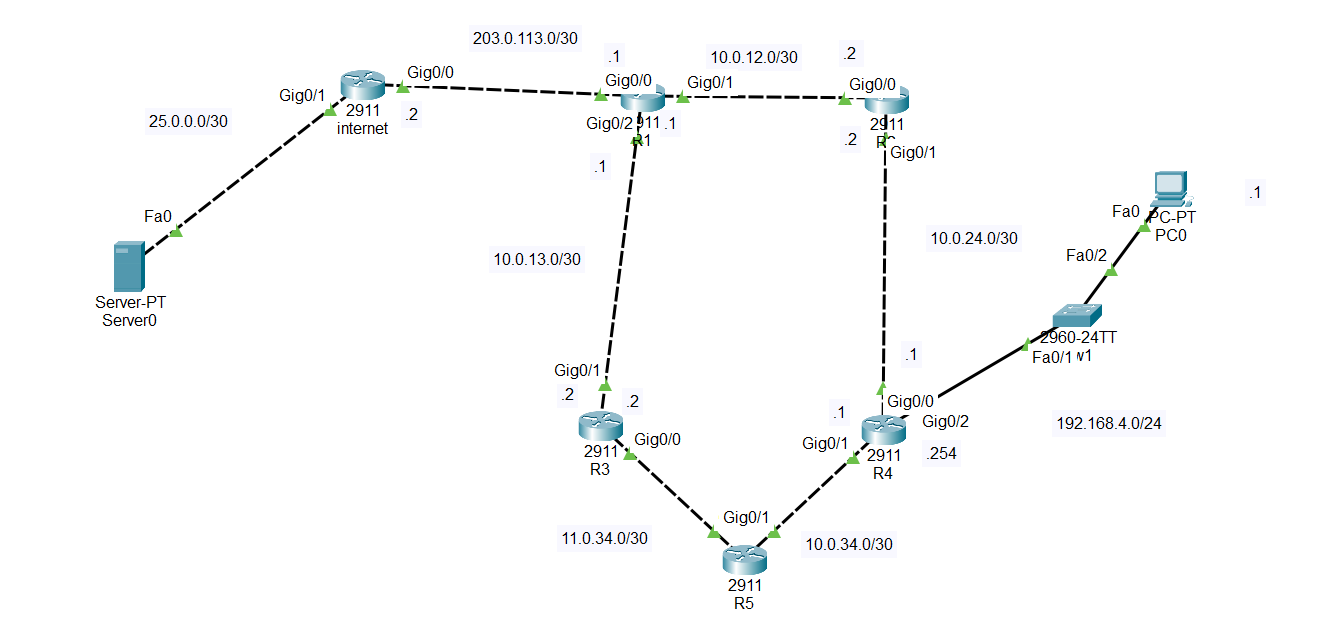 203.0.113.0/30
.1
.2
10.0.12.0/30
Gig0/0
Gig0/0
Gig0/1
Gig0/0
Gig0/1
2911
internet
.2
25.0.0.0/30
Gig0/2
911
.1
R1
2911
.2
Gig0/1
.1
Fa0
.1
PC-PT
PC0
Fa0
Server-PT
Server0
10.0.13.0/30
10.0.24.0/30
Fa0/2
2960-24TT
Fa0/1
.1
Gig0/1
.2
.2
Gig0/0
Gig0/2
.1
192.168.4.0/24
2911
R3
Gig0/0
Gig0/1
2911
R4
.254
Gig0/1
11.0.34.0/30
10.0.34.0/30
2911
R5